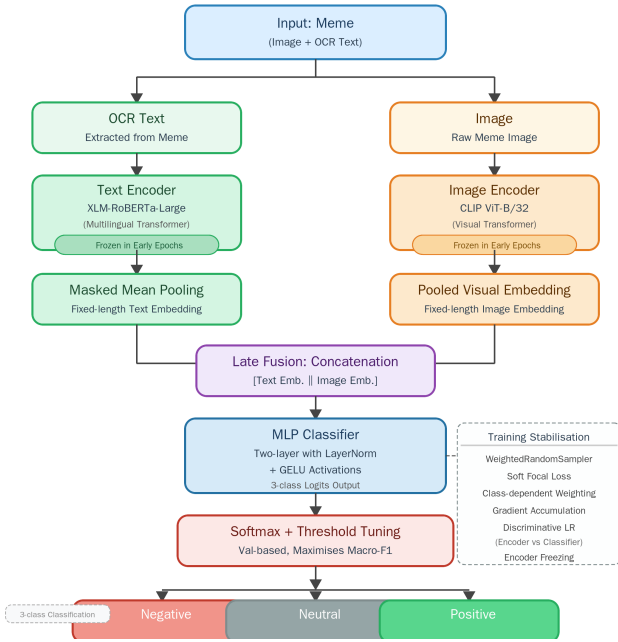 Input: Meme
(Image + OCR Text)
OCR Text
Extracted from Meme
Image
Raw Meme Image
Text Encoder
XLM-RoBERTa-Large
(Multilingual Transformer)
Frozen in Early Epochs
Image Encoder
CLIP ViT-B/32
(Visual Transformer)
Frozen in Early Epochs
Masked Mean Pooling
Fixed-length Text Embedding
Pooled Visual Embedding
Fixed-length Image Embedding
Late Fusion: Concatenation
[Text Emb. ∥ Image Emb.]
MLP Classifier
Two-layer with LayerNorm
+ GELU Activations
3-class Logits Output
Training Stabilisation
WeightedRandomSampler
Soft Focal Loss
Class-dependent Weighting
Gradient Accumulation
Discriminative LR
(Encoder vs Classifier)
Encoder Freezing
Softmax + Threshold Tuning
Val-based, Maximises Macro-F1
3-class Classification
Negative
Neutral
Positive